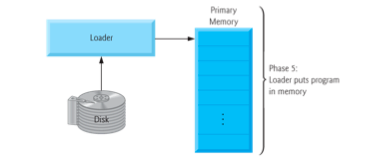 Primary
Memory
Loader
Disk
Phase 5:
Loader puts program
in memory